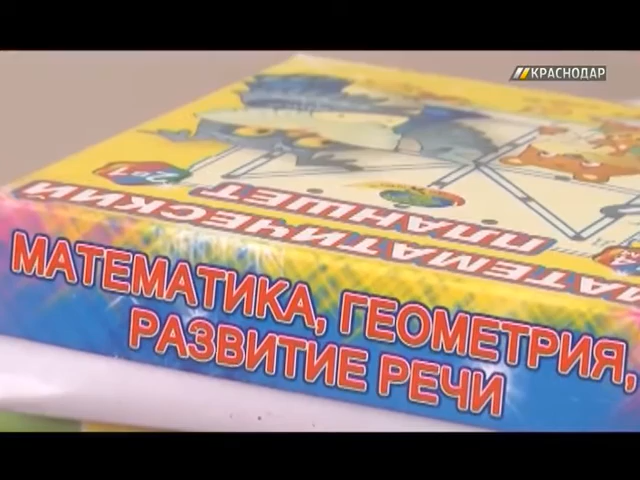 КРАСНОДАР
МАТЕМАТИЧЕСКИЙ
ПЛАНШЕТ
МАТЕМАТИКА, ГЕОМЕТРИЯ,
РАЗВИТИЕ РЕЧИ